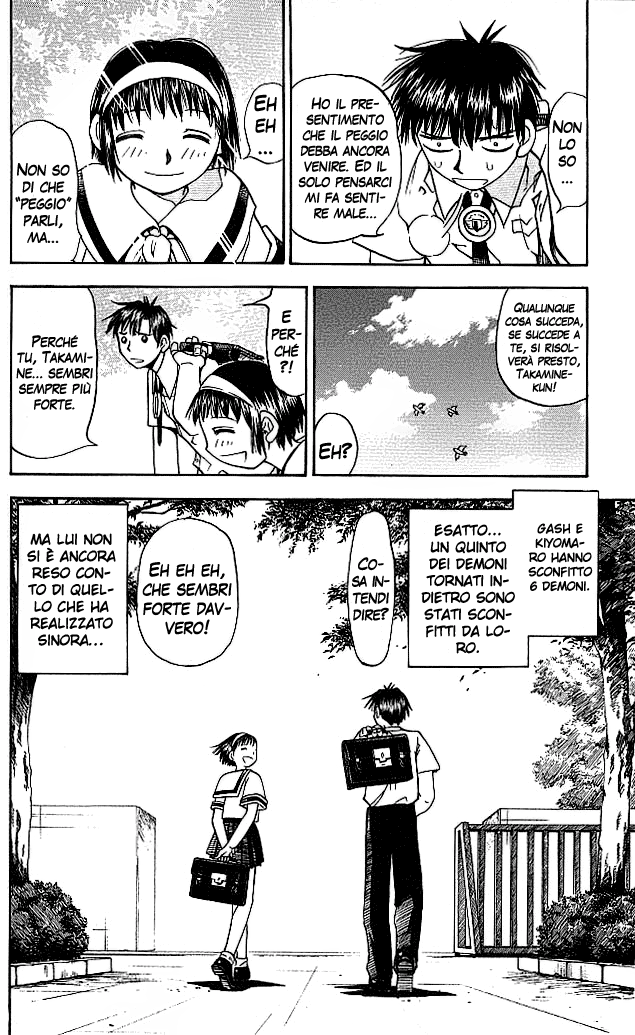 NON
LO
SO
...
HO IL PRE-
SENTIMENTO
CHE IL PEGGIO
DEBBA ANCORA
VENIRE. ED IL
SOLO PENSARCI
MI FA SENTI-
RE MALE...
EH
EH
...
NON SO
DI CHE
"PEGGIO"
PARLI,
MA...
QUALUNQUE
COSA SUCCEDA,
SE SUCCEDE A
TE, SI RISOL-
VERÀ PRESTO,
TAKAMINE-
KUN!
EH?
E
PER-
CHÉ
?!
PERCHÉ
TU, TAKAMI-
NE... SEMBRI
SEMPRE PIÙ
FORTE.
GASH E
KIYOMA-
RO HANNO
SCONFITTO
6 DEMONI.
ESATTO...
UN QUINTO
DEI DEMONI
TORNATI IN-
DIETRO SONO
STATI SCON-
FITTI DA LO-
RO.
CO-
SA IN-
TENDI
DIRE?
EH EH EH,
CHE SEMBRI
FORTE DAV-
VERO!
MA LUI NON
SI È ANCORA
RESO CON-
TO DI QUEL-
LO CHE HA
REALIZZATO
SINORA...